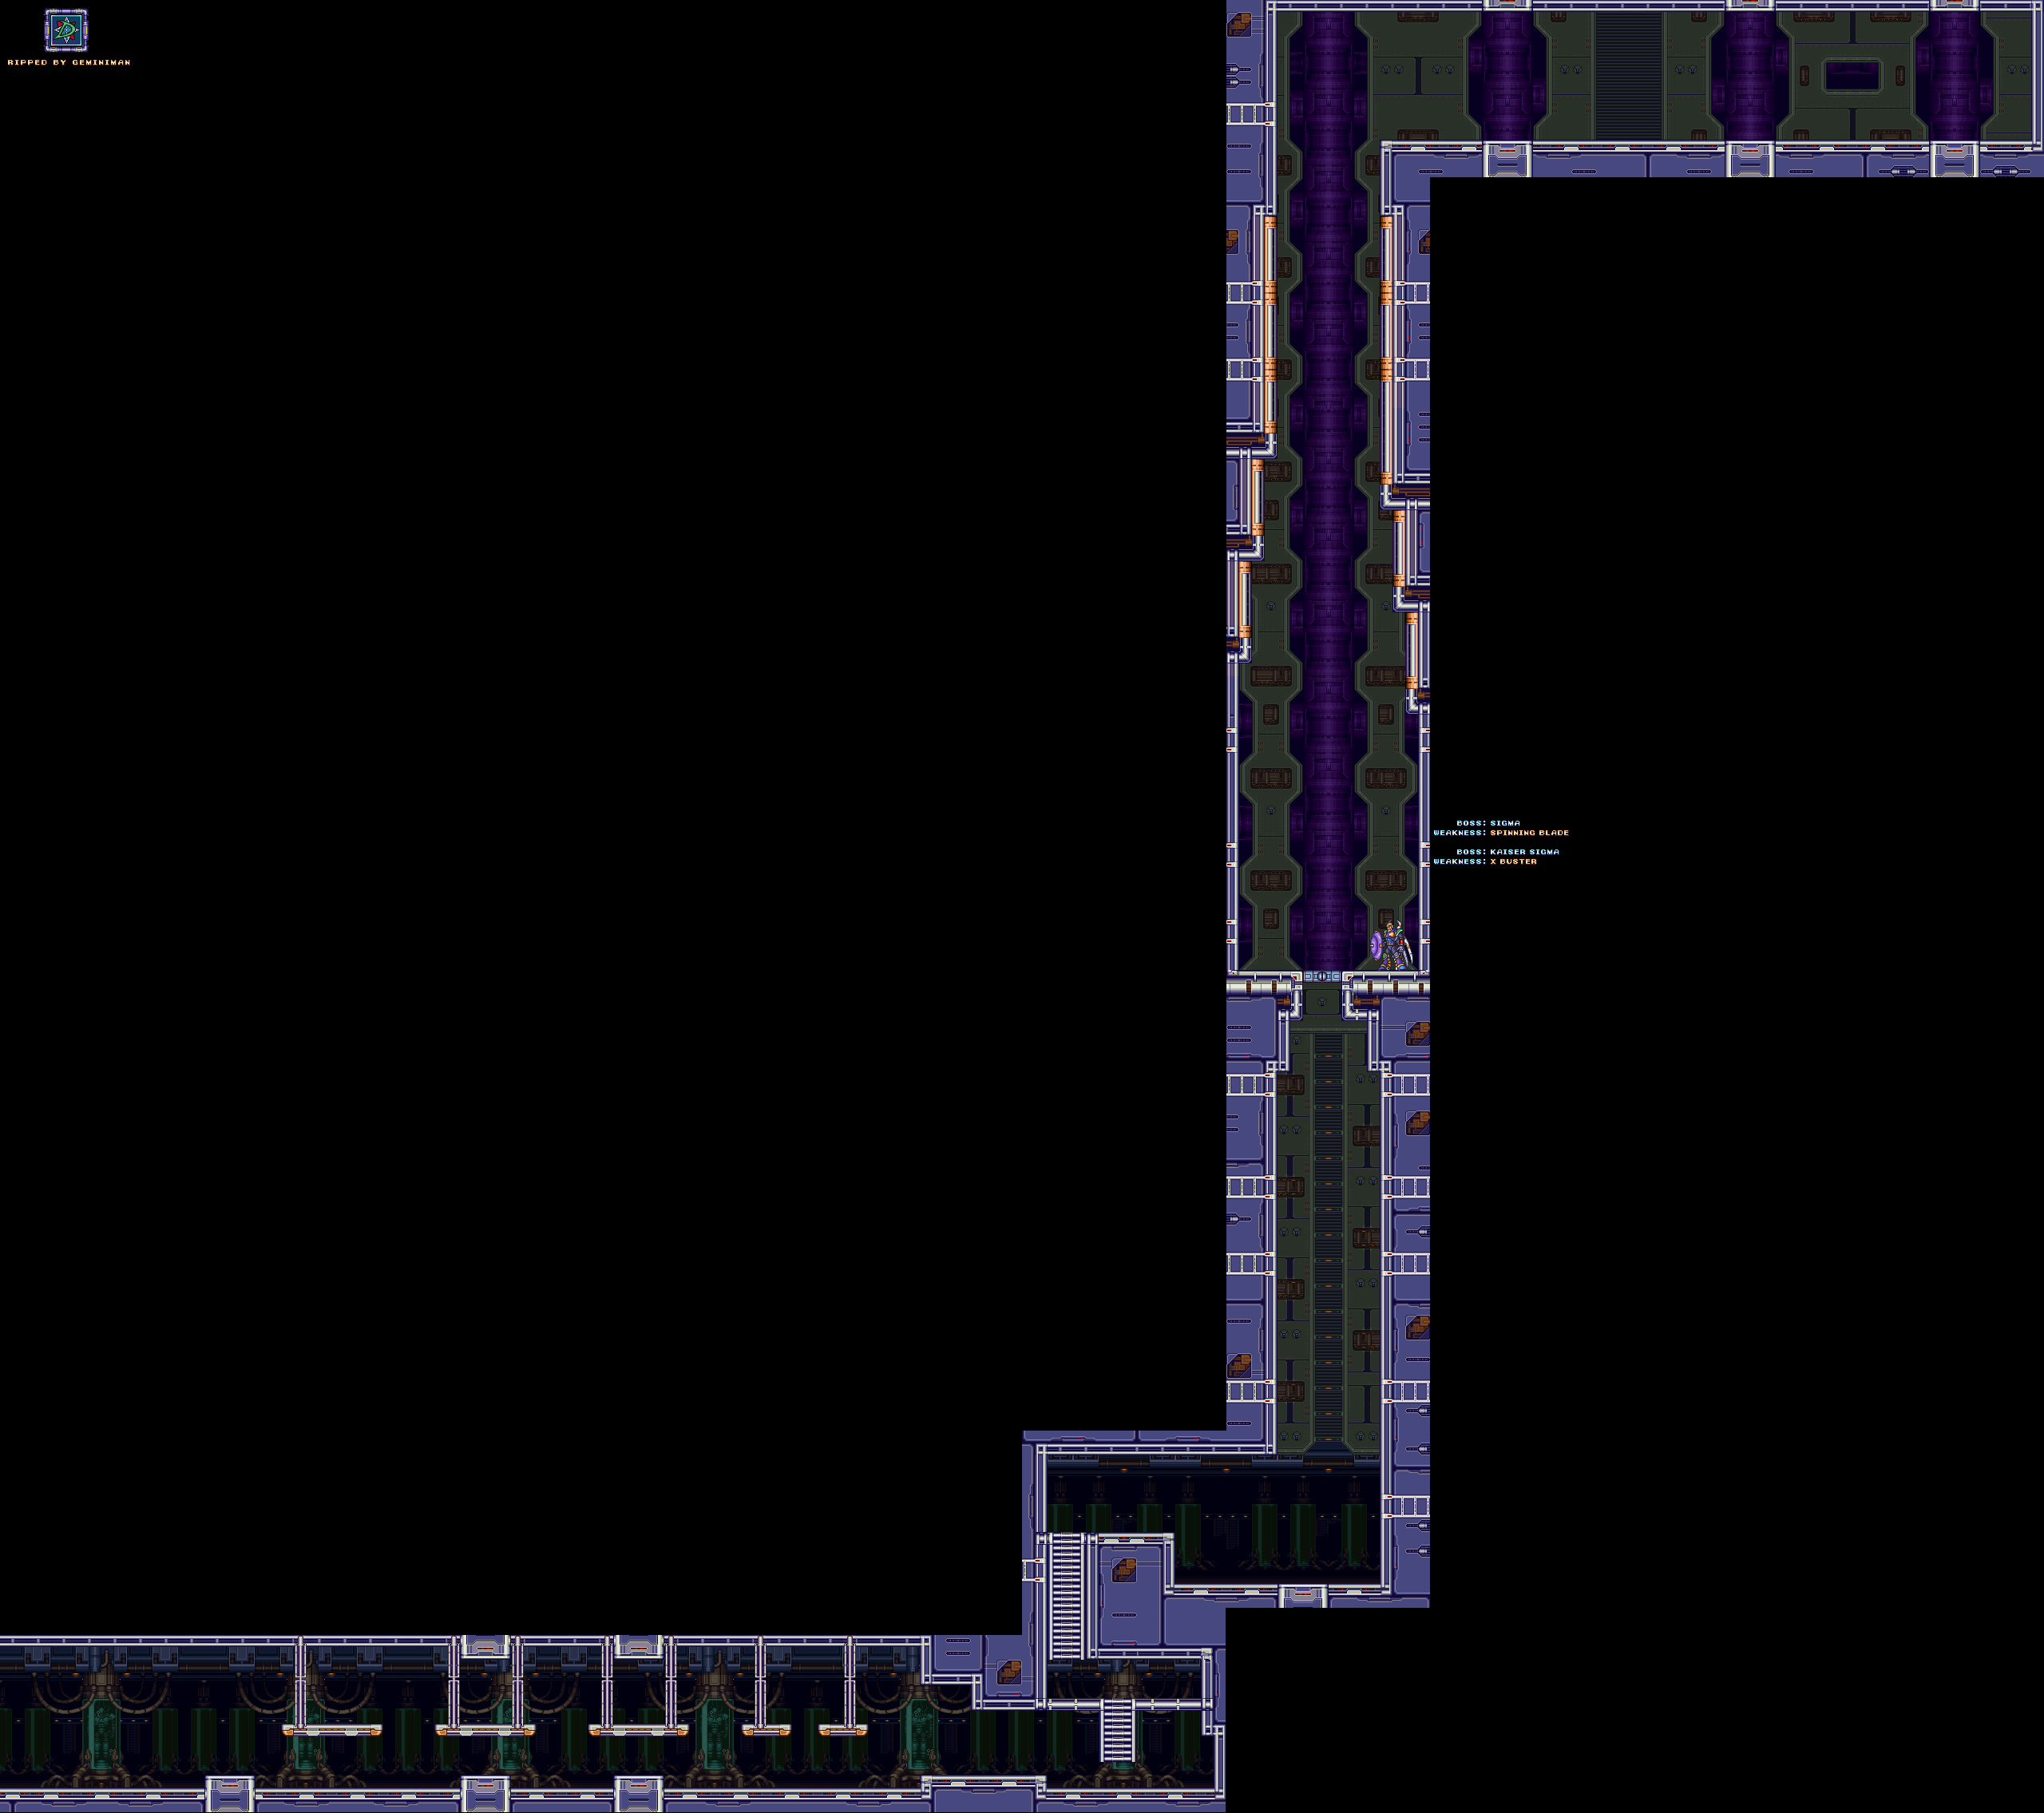 RIPPED BY GEMINIMAN
BOSS: SIGMA
WEAKNESS: SPINNING BLADE
BOSS: KAISER SIGMA
WEAKNESS: X BUSTER